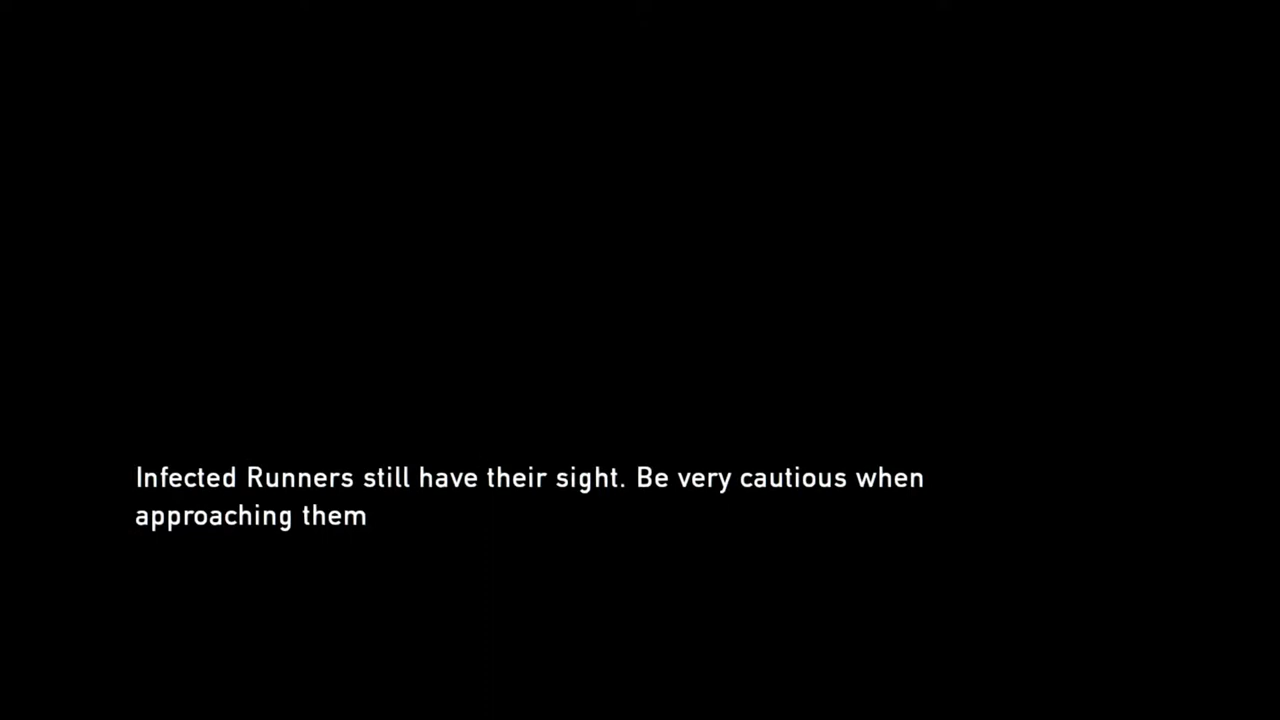 Infected Runners still have their sight. Be very cautious when
approaching them